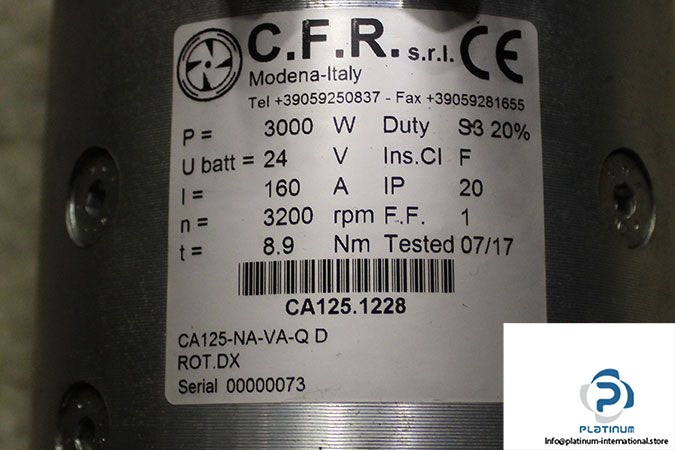 C.F.R. s.r.l. CE
Modena-Italy
Tel +39059250837 - Fax +39059281655
P = 3000 W Duty S3 20%
U batt = 24 V Ins.Cl F
I = 160 A IP 20
n = 3200 rpm F.F. 1
t = 8.9 Nm Tested 07/17
CA125.1228
CA125-NA-VA-Q D
ROT.DX
Serial 00000073
PLATINUM
Info@platinum-international.store